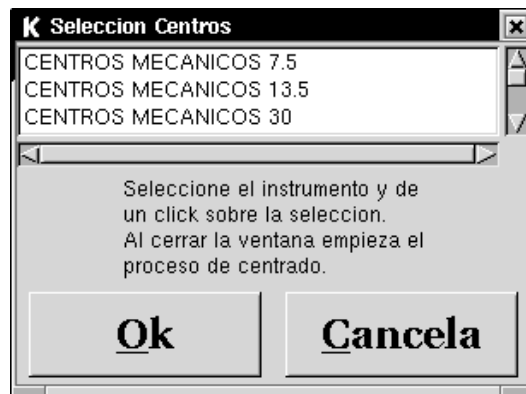 K Seleccion Centros
CENTROS MECANICOS 7.5
CENTROS MECANICOS 13.5
CENTROS MECANICOS 30
Seleccione el instrumento y de
un click sobre la seleccion.
Al cerrar la ventana empieza el
proceso de centrado.
Ok
Cancela